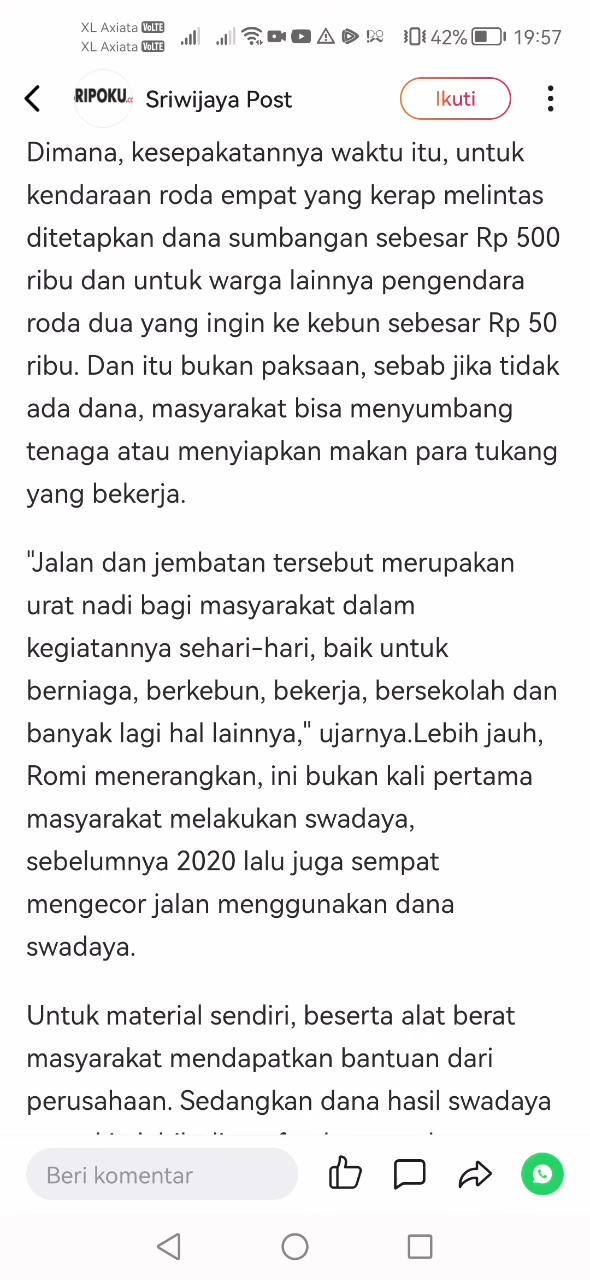 XL Axiata VoLTE
XL Axiata VoLTE
42% 19:57
RIPOKU.cc Sriwijaya Post Ikuti
Dimana, kesepakatannya waktu itu, untuk
kendaraan roda empat yang kerap melintas
ditetapkan dana sumbangan sebesar Rp 500
ribu dan untuk warga lainnya pengendara
roda dua yang ingin ke kebun sebesar Rp 50
ribu. Dan itu bukan paksaan, sebab jika tidak
ada dana, masyarakat bisa menyumbang
tenaga atau menyiapkan makan para tukang
yang bekerja.
"Jalan dan jembatan tersebut merupakan
urat nadi bagi masyarakat dalam
kegiatannya sehari-hari, baik untuk
berniaga, berkebun, bekerja, bersekolah dan
banyak lagi hal lainnya," ujarnya.Lebih jauh,
Romi menerangkan, ini bukan kali pertama
masyarakat melakukan swadaya,
sebelumnya 2020 lalu juga sempat
mengecor jalan menggunakan dana
swadaya.
Untuk material sendiri, beserta alat berat
masyarakat mendapatkan bantuan dari
perusahaan. Sedangkan dana hasil swadaya
Beri komentar